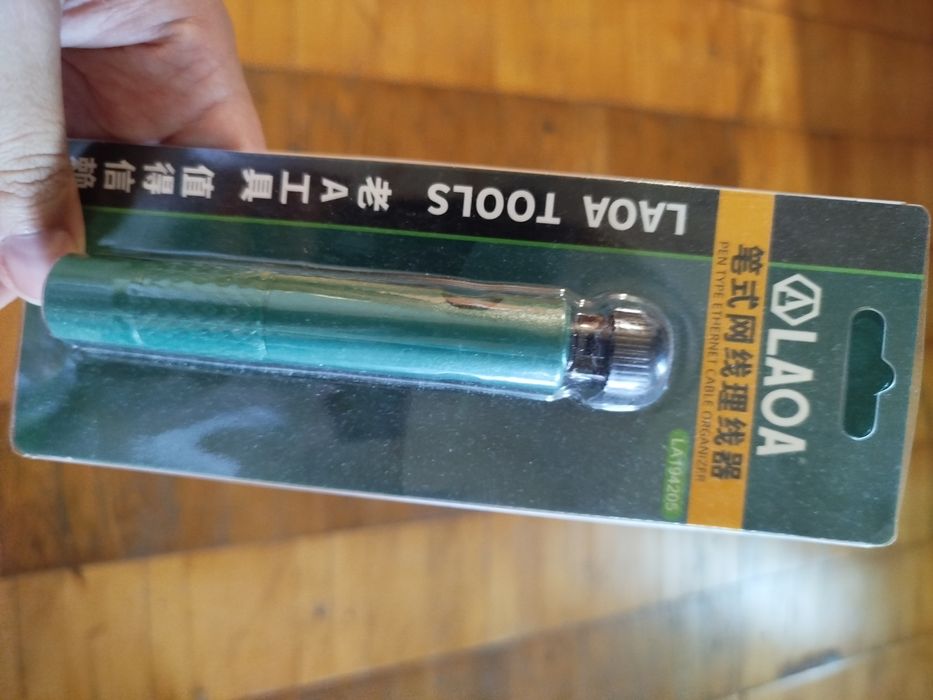 LAOA
笔式网线理线器
PEN TYPE ETHERNET CABLE ORGANIZER
LA194205
LAOA TOOLS 老A工具 值得信赖